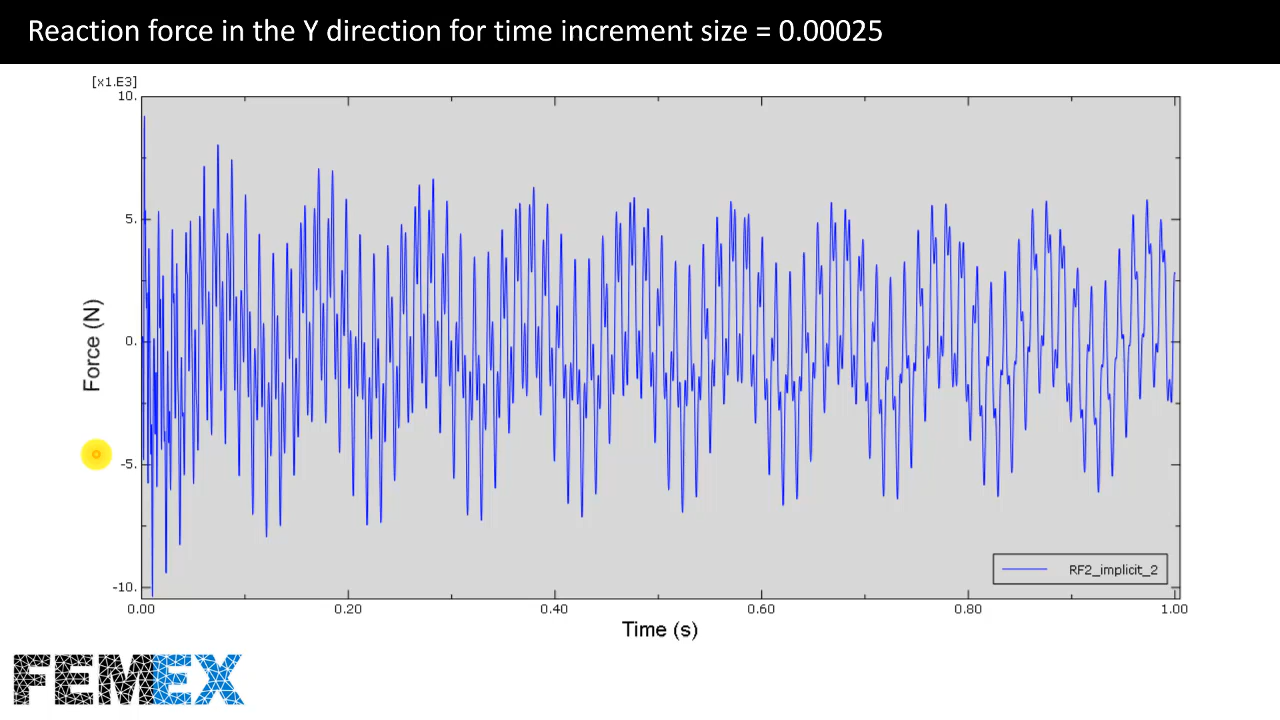 Reaction force in the Y direction for time increment size = 0.00025
[x1.E3]
10.
5.
0.
-5.
-10.
Force (N)
RF2_implicit_2
0.00 0.20 0.40 0.60 0.80 1.00
Time (s)
FEMEX